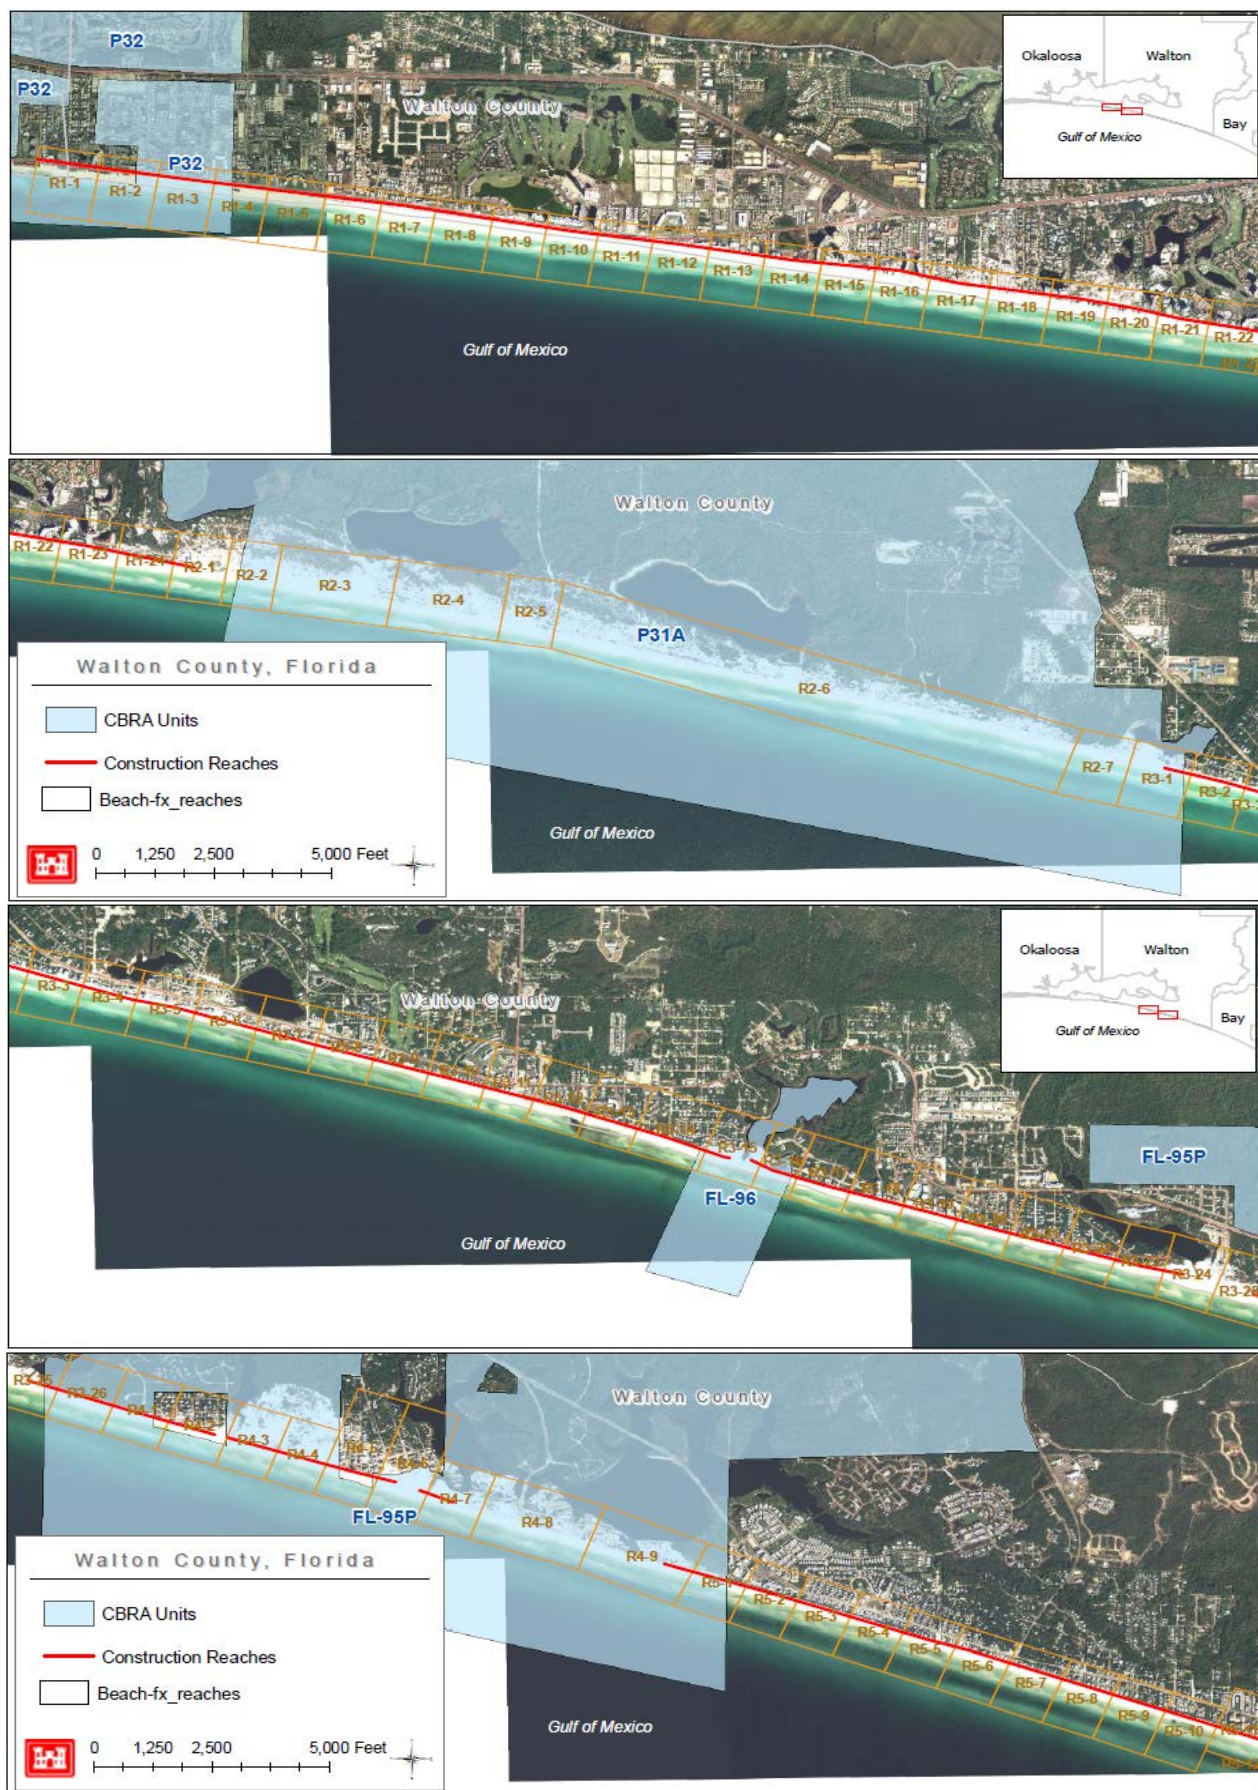 P32
P32
P32
Walton County
Okaloosa
Walton
Bay
Gulf of Mexico
R1-1
R1-2
R1-3
R1-4
R1-5
R1-6
R1-7
R1-8
R1-9
R1-10
R1-11
R1-12
R1-13
R1-14
R1-15
R1-16
R1-17
R1-18
R1-19
R1-20
R1-21
R1-22
Gulf of Mexico
Walton County
R1-22
R1-23
R1-24
R2-1
R2-2
R2-3
R2-4
R2-5
P31A
R2-6
R2-7
R3-1
R3-2
Walton County, Florida
CBRA Units
Construction Reaches
Beach-fx_reaches
0 1,250 2,500 5,000 Feet
Gulf of Mexico
Walton County
Okaloosa
Walton
Bay
Gulf of Mexico
R3-3
R3-4
R3-5
R3-15
FL-96
FL-95P
R3-24
Gulf of Mexico
Walton County
R3-25
R3-26
R4-1
R4-2
R4-3
R4-4
R4-5
R4-6
R4-7
FL-95P
R4-8
R4-9
R5-1
R5-2
R5-3
R5-4
R5-5
R5-6
R5-7
R5-8
R5-9
R5-10
Walton County, Florida
CBRA Units
Construction Reaches
Beach-fx_reaches
0 1,250 2,500 5,000 Feet
Gulf of Mexico